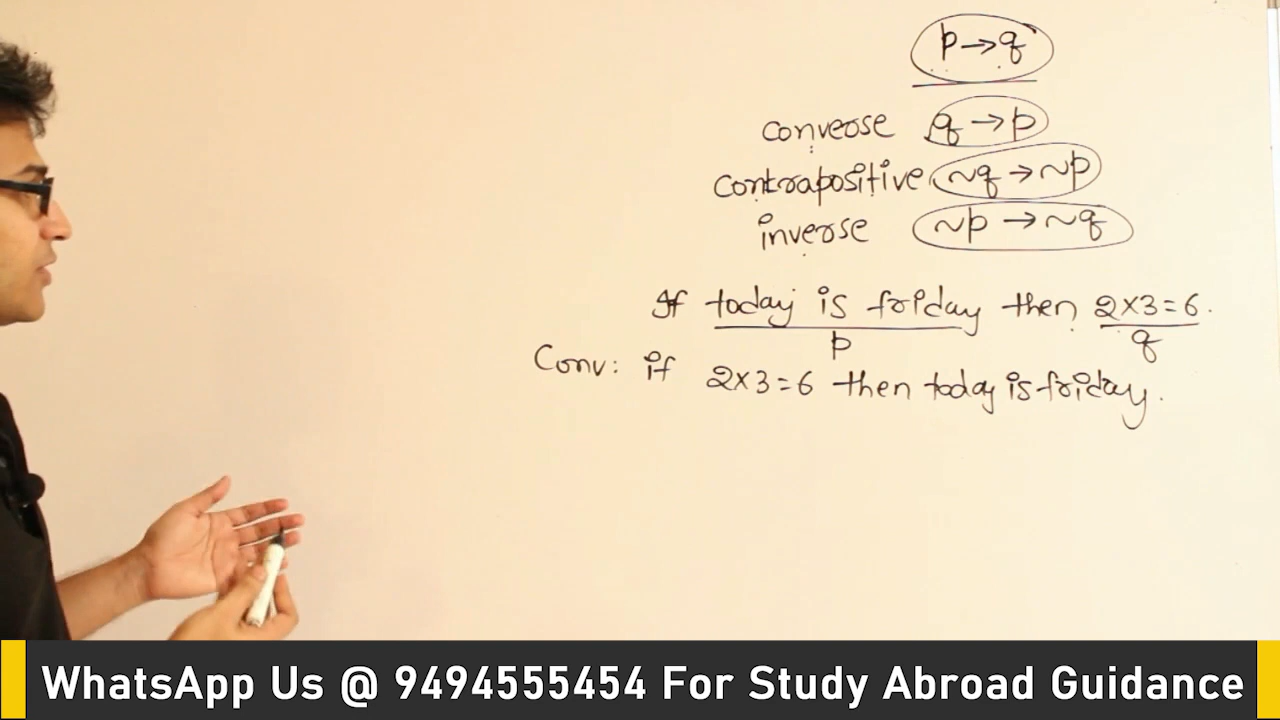 p→q
converse q→p
contrapositive ~q→~p
inverse ~p→~q
If today is friday then 2×3=6.
p q
Conv: if 2×3=6 then today is friday.
WhatsApp Us @ 9494555454 For Study Abroad Guidance